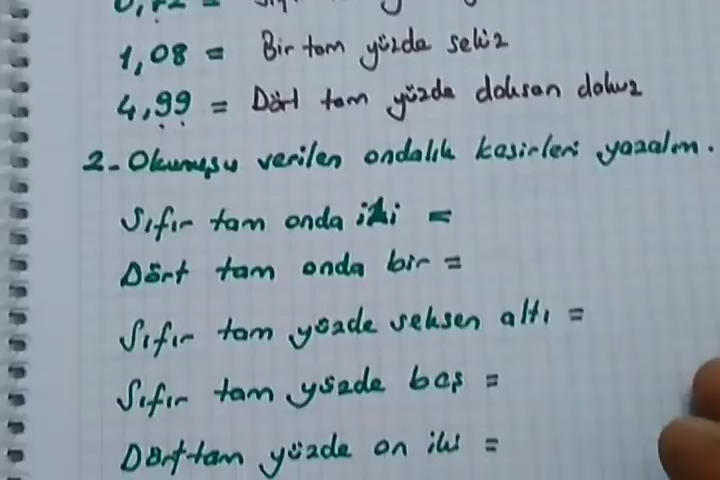 0,72 =
1,08 = Bir tam yüzde sekiz
4,99 = Dört tam yüzde doksan dokuz
2- Okunuşu verilen ondalık kesirleri yazalım.
Sıfır tam onda iki =
Dört tam onda bir =
Sıfır tam yüzde seksen altı =
Sıfır tam yüzde beş =
Dört tam yüzde on iki =